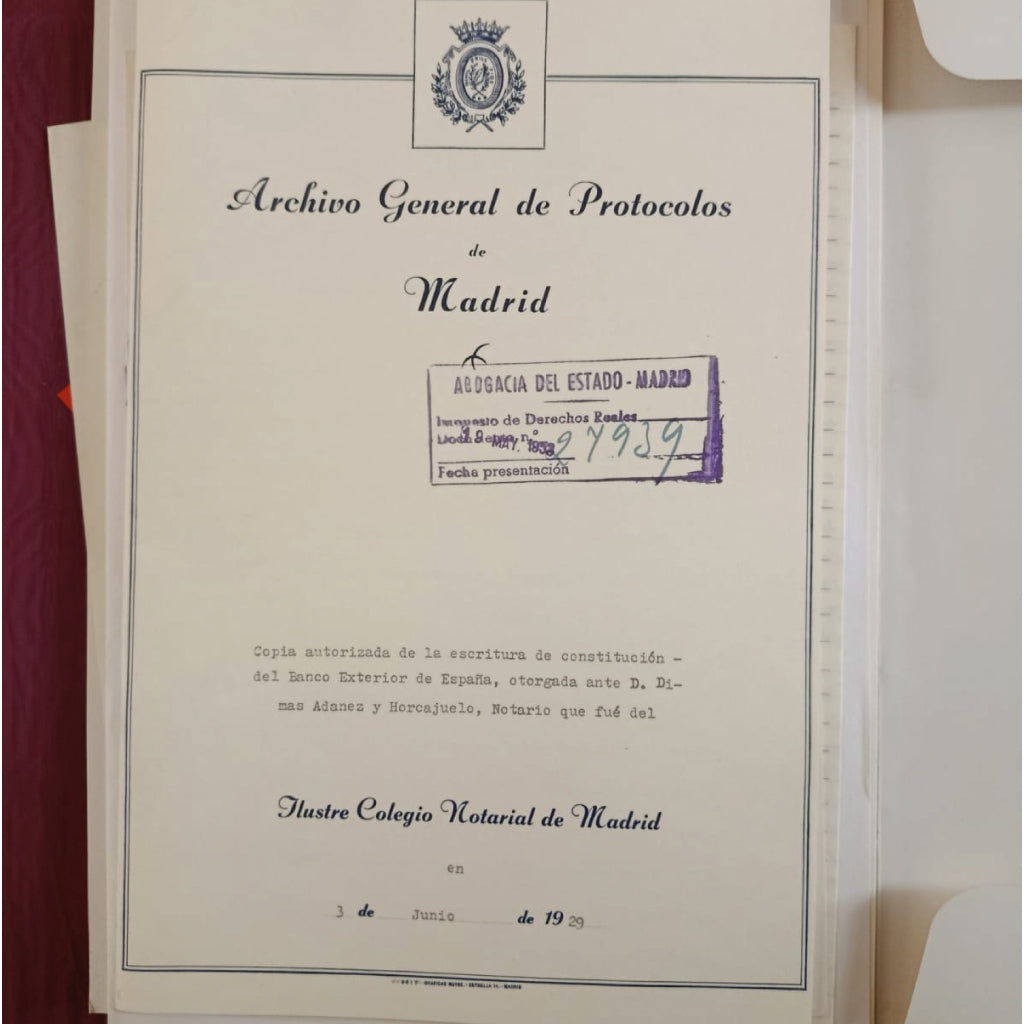 Archivo General de Protocolos
de
Madrid
ABOGACIA DEL ESTADO - MADRID
Impuesto de Derechos Reales
n.º 27939
MAY. 1953
Fecha presentación
Copia autorizada de la escritura de constitución -
del Banco Exterior de España, otorgada ante D. Di-
mas Adanez y Horcajuelo, Notario que fué del
Ilustre Colegio Notarial de Madrid
en
3 de Junio de 1929